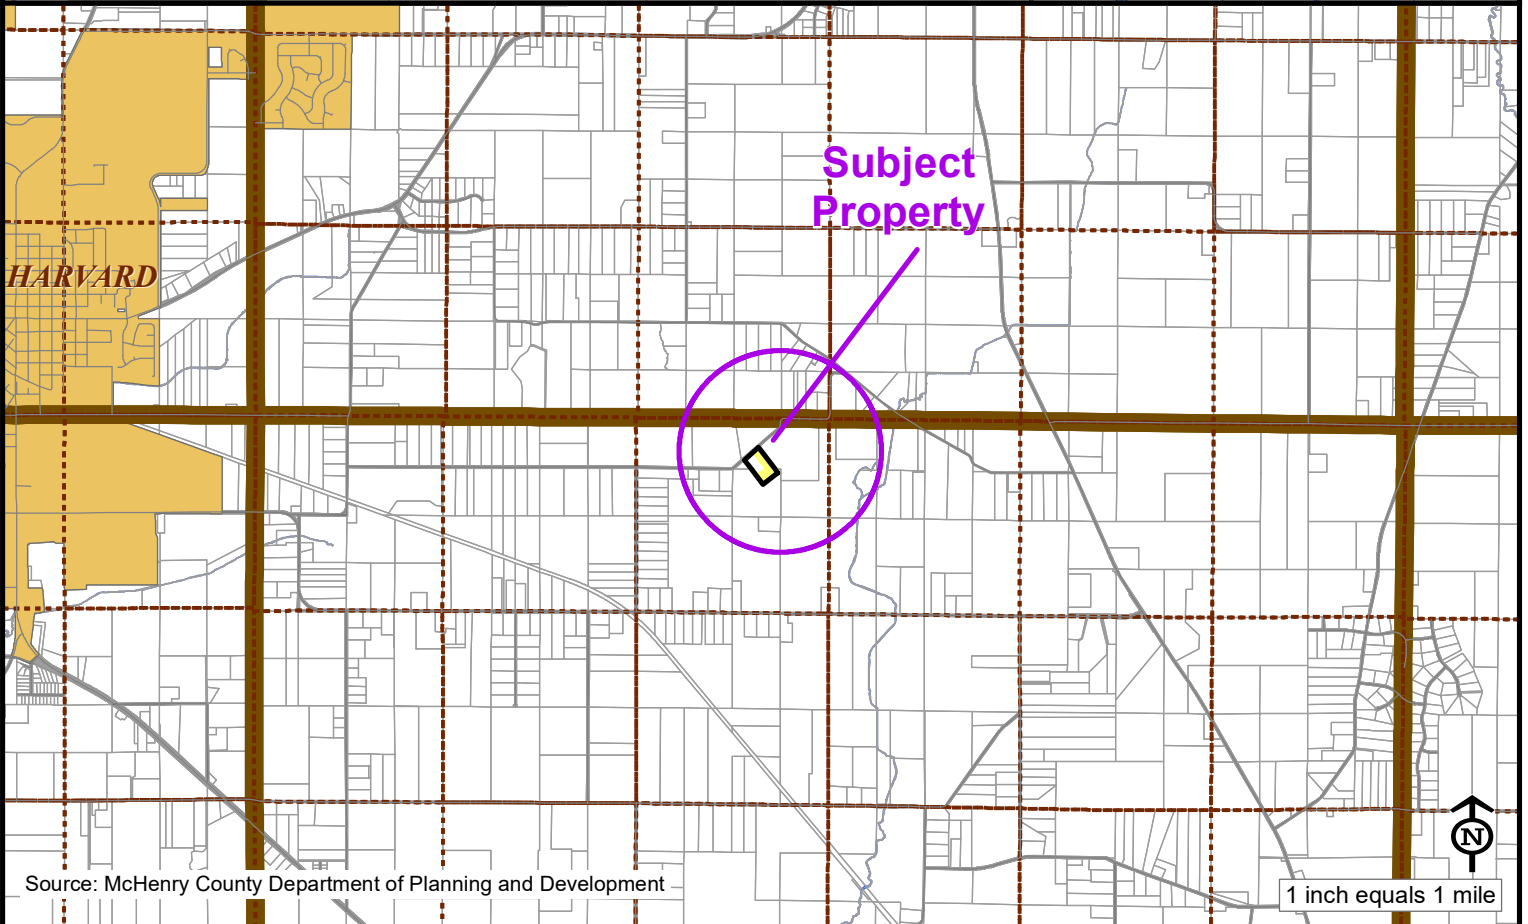 Subject
Property
HARVARD
N
Source: McHenry County Department of Planning and Development
1 inch equals 1 mile